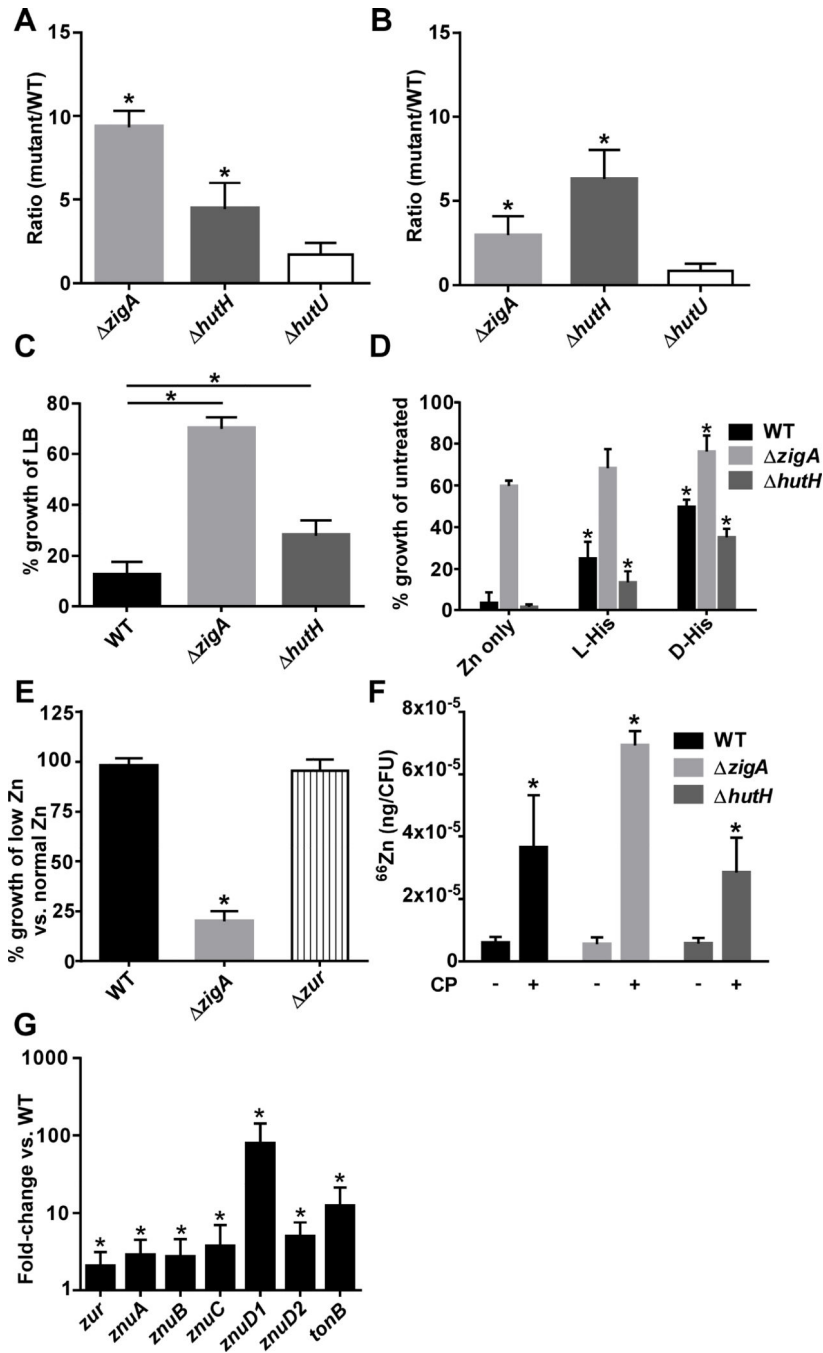 A
Ratio (mutant/WT)
15
10
5
0
*
*
ΔzigA
ΔhutH
ΔhutU
B
Ratio (mutant/WT)
15
10
5
0
*
*
ΔzigA
ΔhutH
ΔhutU
C
% growth of LB
80
60
40
20
0
*
*
WT
ΔzigA
ΔhutH
D
% growth of untreated
100
80
60
40
20
0
*
*
*
*
*
WT
ΔzigA
ΔhutH
Zn only
L-His
D-His
E
% growth of low Zn
vs. normal Zn
125
100
75
50
25
0
*
WT
ΔzigA
Δzur
F
⁶⁶Zn (ng/CFU)
8x10⁻⁵
6x10⁻⁵
4x10⁻⁵
2x10⁻⁵
0
*
*
*
WT
ΔzigA
ΔhutH
CP - + - + - +
G
Fold-change vs. WT
1000
100
10
1
* * * * * * *
zur
znuA
znuB
znuC
znuD1
znuD2
tonB